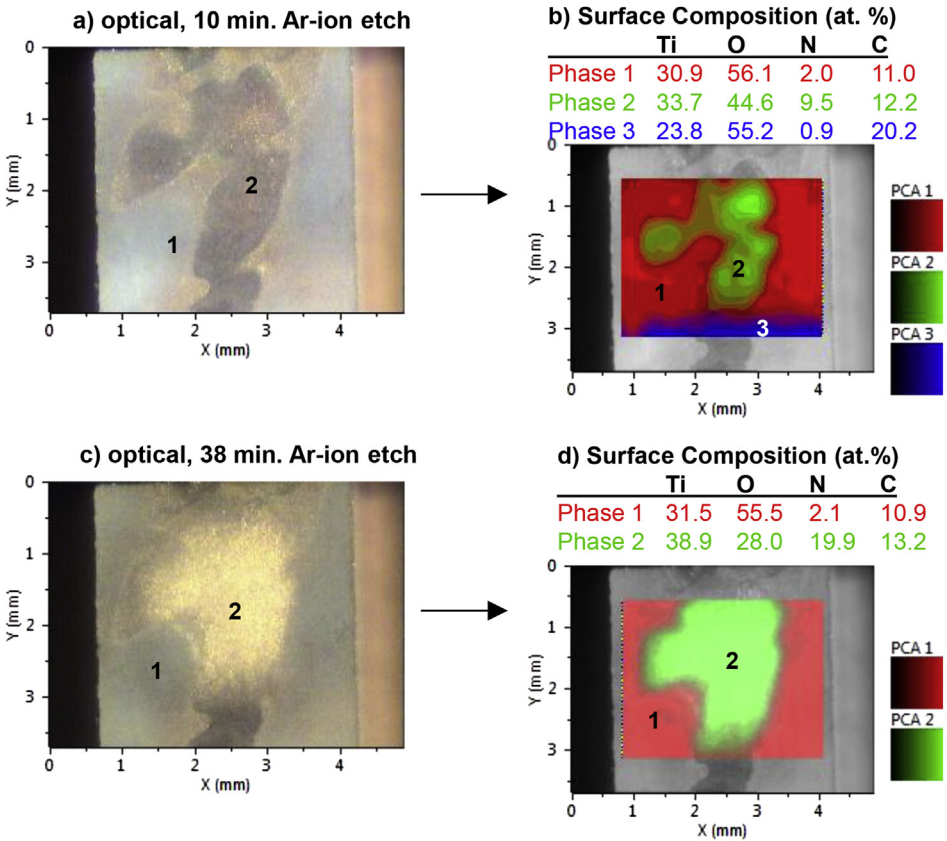 a) optical, 10 min. Ar-ion etch
0
1
2
3
Y (mm)
2
1
0 1 2 3 4
X (mm)
b) Surface Composition (at. %)
Ti O N C
Phase 1 30.9 56.1 2.0 11.0
Phase 2 33.7 44.6 9.5 12.2
Phase 3 23.8 55.2 0.9 20.2
0
1
2
3
Y (mm)
2
1
3
0 1 2 3 4
X (mm)
PCA 1
PCA 2
PCA 3
c) optical, 38 min. Ar-ion etch
0
1
2
3
Y (mm)
2
1
0 1 2 3 4
X (mm)
d) Surface Composition (at.%)
Ti O N C
Phase 1 31.5 55.5 2.1 10.9
Phase 2 38.9 28.0 19.9 13.2
0
1
2
3
Y (mm)
2
1
0 1 2 3 4
X (mm)
PCA 1
PCA 2